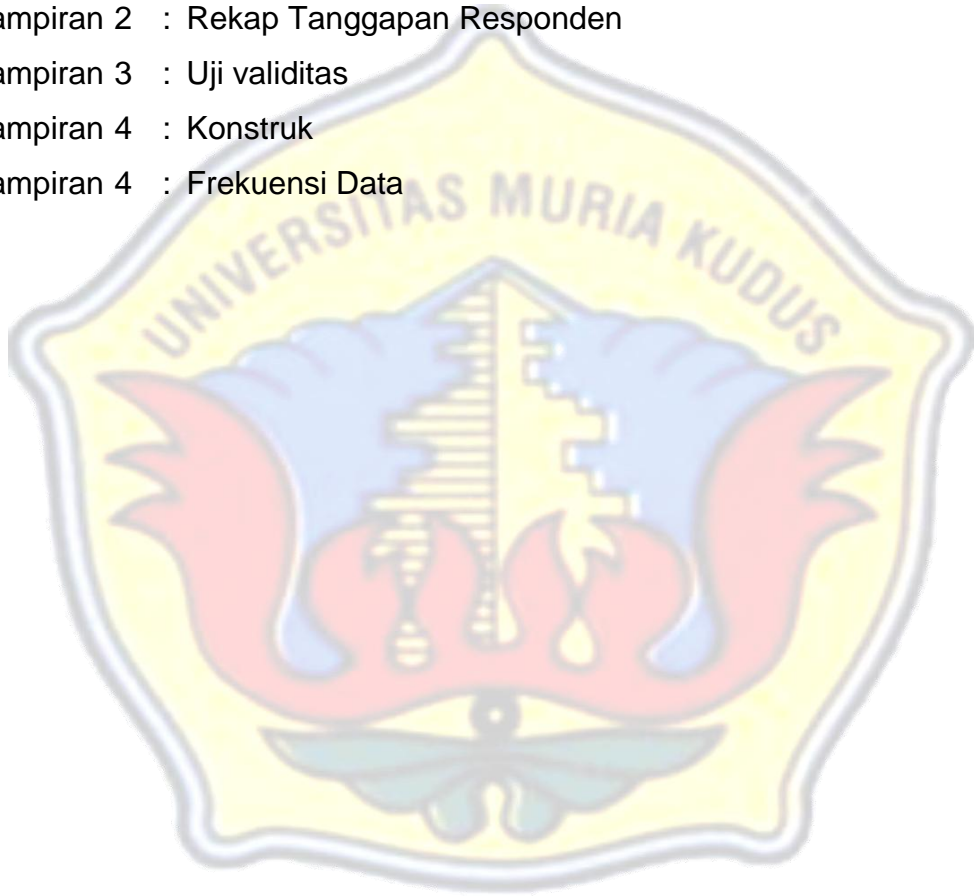 ampiran 2 : Rekap Tanggapan Responden
ampiran 3 : Uji validitas
ampiran 4 : Konstruk
ampiran 4 : Frekuensi Data
UNIVERSITAS MURIA KUDUS